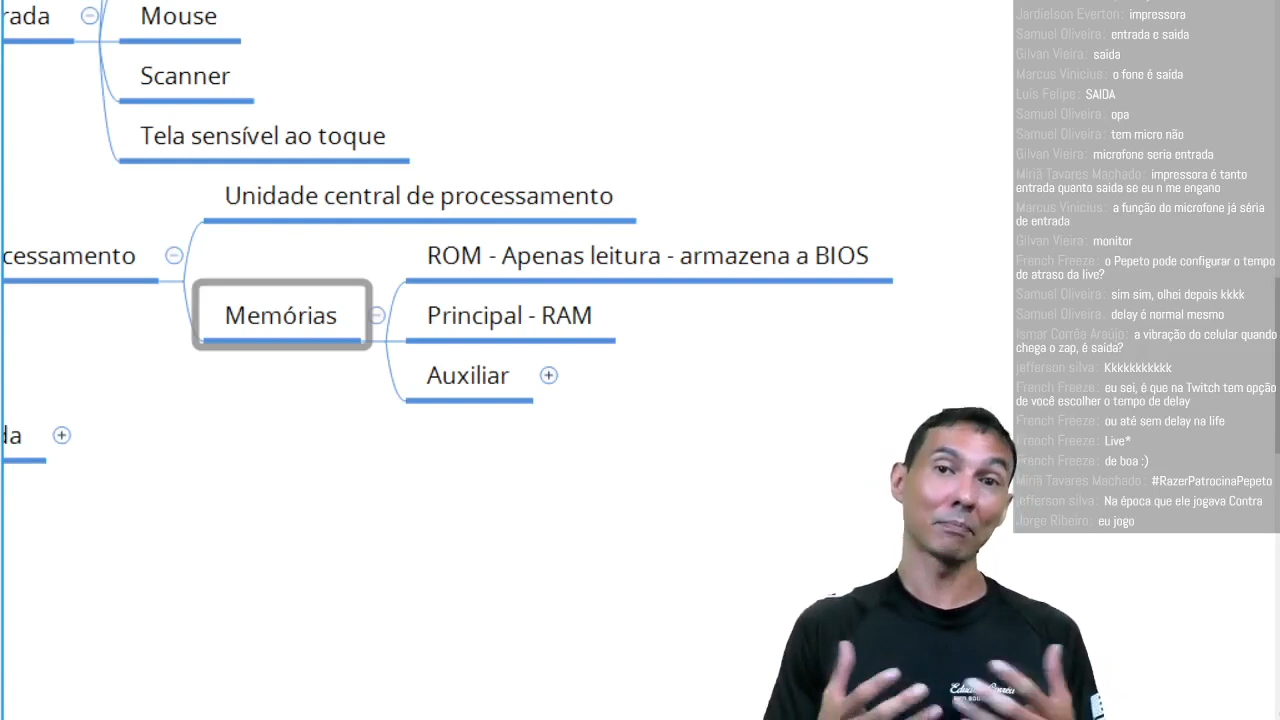 rada
Mouse
Scanner
Tela sensível ao toque
Unidade central de processamento
cessamento
ROM - Apenas leitura - armazena a BIOS
Memórias
Principal - RAM
Auxiliar
da
Jardielson Everton: impressora
Samuel Oliveira: entrada e saida
Gilvan Vieira: saida
Marcus Vinicius: o fone é saída
Luís Felipe: SAIDA
Samuel Oliveira: opa
Samuel Oliveira: tem micro não
Gilvan Vieira: microfone seria entrada
Miriã Tavares Machado: impressora é tanto
entrada quanto saida se eu n me engano
Marcus Vinicius: a função do microfone já séria
de entrada
Gilvan Vieira: monitor
French Freeze: o Pepeto pode configurar o tempo
de atraso da live?
Samuel Oliveira: sim sim, olhei depois kkkk
Samuel Oliveira: delay é normal mesmo
Ismar Corrêa Araújo: a vibração do celular quando
chega o zap, é saída?
jefferson silva: Kkkkkkkkkkk
French Freeze: eu sei, é que na Twitch tem opção
de você escolher o tempo de delay
French Freeze: ou até sem delay na life
French Freeze: Live*
French Freeze: de boa :)
Miriã Tavares Machado: #RazerPatrocinaPepeto
jefferson silva: Na época que ele jogava Contra
Jorge Ribeiro: eu jogo